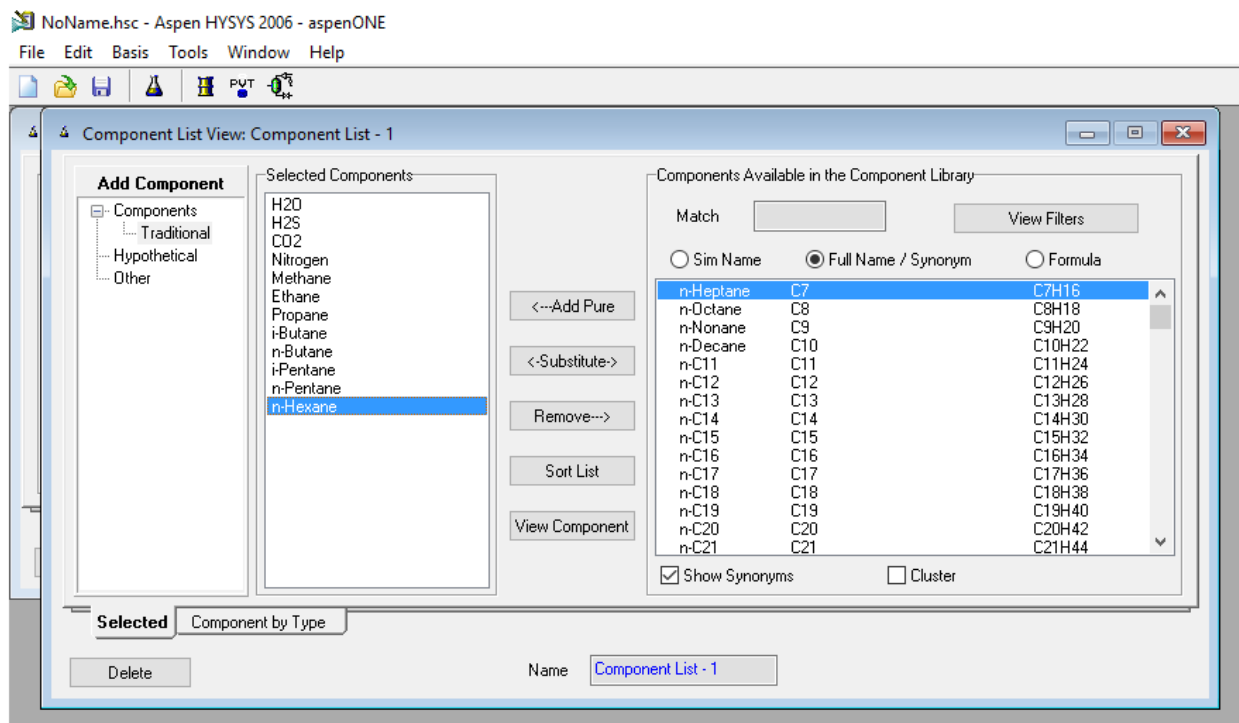 NoName.hsc - Aspen HYSYS 2006 - aspenONE
File Edit Basis Tools Window Help
PVT
Component List View: Component List - 1
Add Component
Components
Traditional
Hypothetical
Other
Selected Components
H2O
H2S
CO2
Nitrogen
Methane
Ethane
Propane
i-Butane
n-Butane
i-Pentane
n-Pentane
n-Hexane
<---Add Pure
<-Substitute->
Remove--->
Sort List
View Component
Components Available in the Component Library
Match
View Filters
Sim Name Full Name / Synonym Formula
n-Heptane C7 C7H16
n-Octane C8 C8H18
n-Nonane C9 C9H20
n-Decane C10 C10H22
n-C11 C11 C11H24
n-C12 C12 C12H26
n-C13 C13 C13H28
n-C14 C14 C14H30
n-C15 C15 C15H32
n-C16 C16 C16H34
n-C17 C17 C17H36
n-C18 C18 C18H38
n-C19 C19 C19H40
n-C20 C20 C20H42
n-C21 C21 C21H44
Show Synonyms Cluster
Selected Component by Type
Delete Name Component List - 1